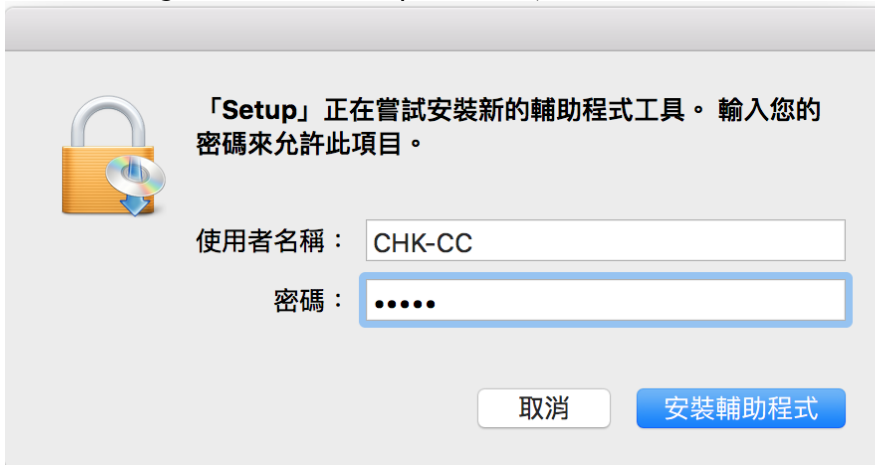 「Setup」正在嘗試安裝新的輔助程式工具。 輸入您的
密碼來允許此項目。
使用者名稱：
CHK-CC
密碼：
•••••
取消
安裝輔助程式